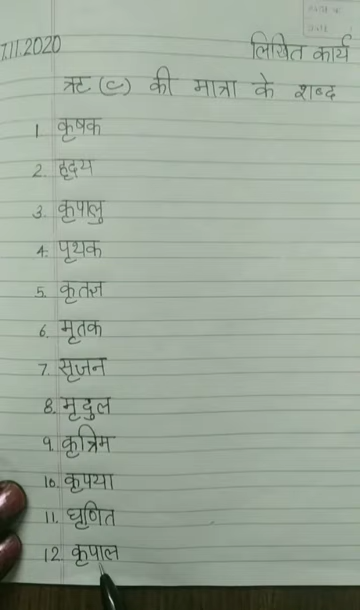 7.11.2020
लिखित कार्य
ऋ (ृ) की मात्रा के शब्द
1. कृषक
2. हृदय
3. कृपालु
4. पृथक
5. कृतज्ञ
6. मृतक
7. सृजन
8. मृदुल
9. कृत्रिम
10. कृपया
11. घृणित
12. कृपाल